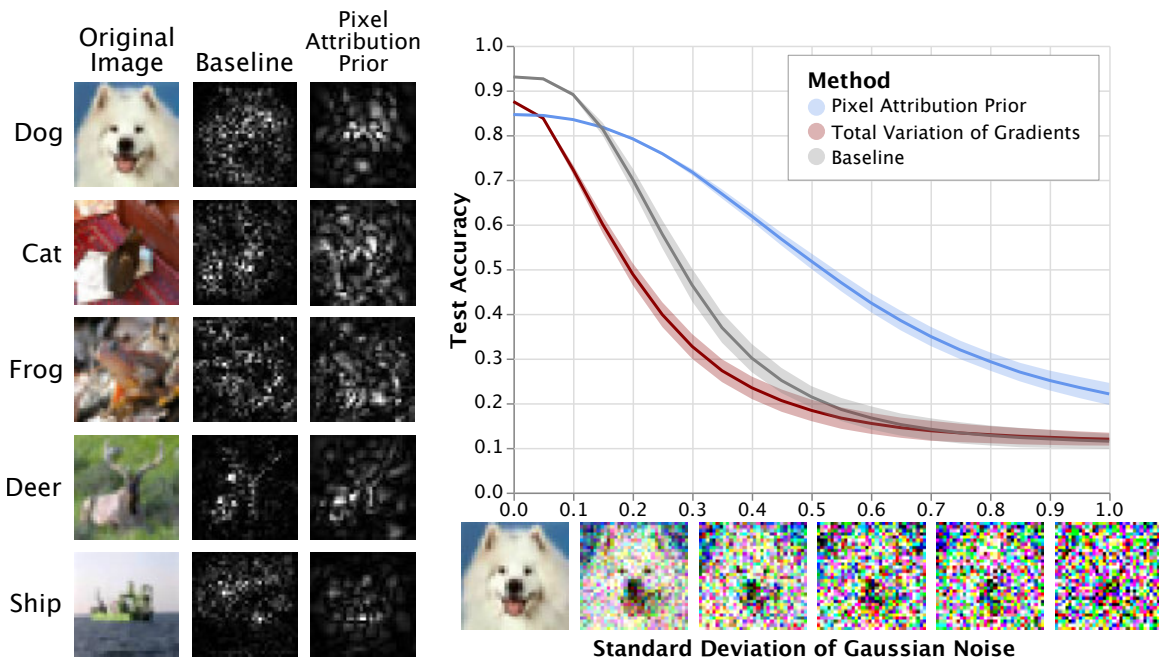 Original
Image
Baseline
Pixel
Attribution
Prior
Dog
Cat
Frog
Deer
Ship
Test Accuracy
1.0
0.9
0.8
0.7
0.6
0.5
0.4
0.3
0.2
0.1
0.0
Method
Pixel Attribution Prior
Total Variation of Gradients
Baseline
0.0 0.1 0.2 0.3 0.4 0.5 0.6 0.7 0.8 0.9 1.0
Standard Deviation of Gaussian Noise